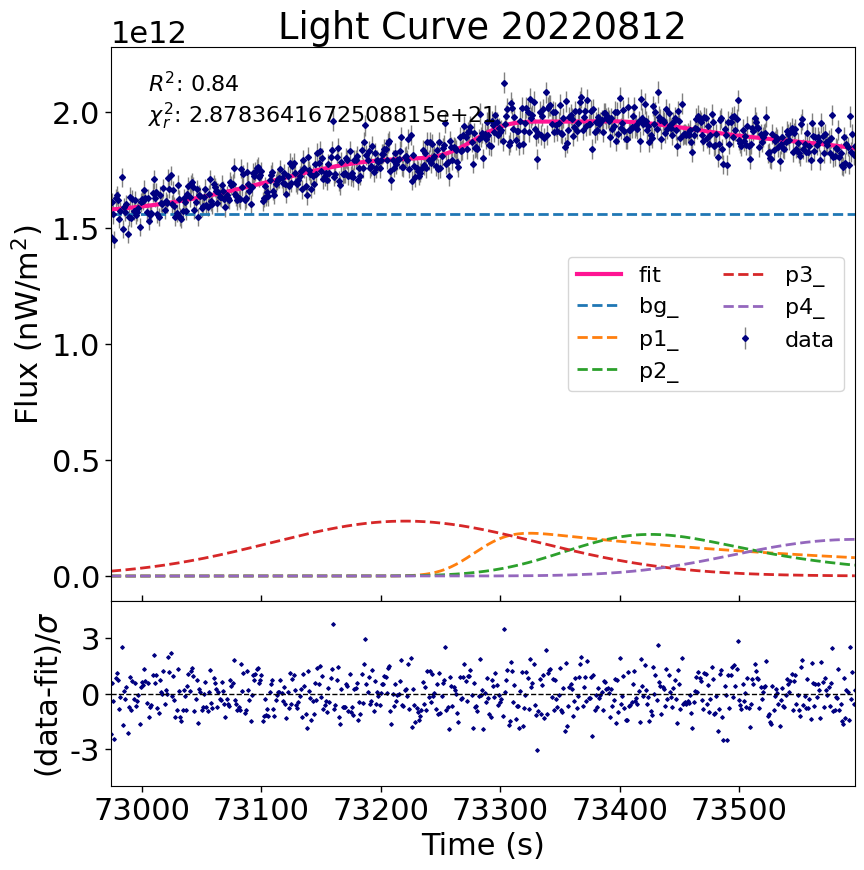 Light Curve 20220812
1e12
R²: 0.84
χ²ᵣ: 2.8783641672508815e+21
2.0
1.5
1.0
0.5
0.0
Flux (nW/m²)
fit
bg_
p1_
p2_
p3_
p4_
data
3
0
-3
(data-fit)/σ
73000 73100 73200 73300 73400 73500
Time (s)